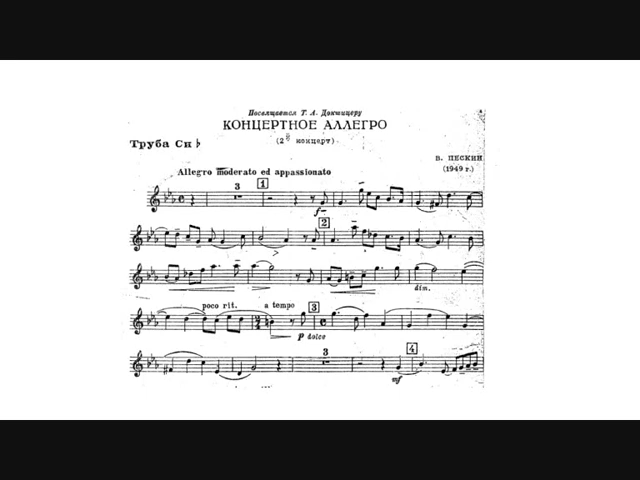 Посвящается Т. А. Докшицеру
КОНЦЕРТНОЕ АЛЛЕГРО
(2й концерт)
Труба Си♭
В. ПЕСКИН
(1949 г.)
Allegro moderato ed appassionato
3 1
f
2
dim.
poco rit. a tempo 3
p dolce
3 4
mf